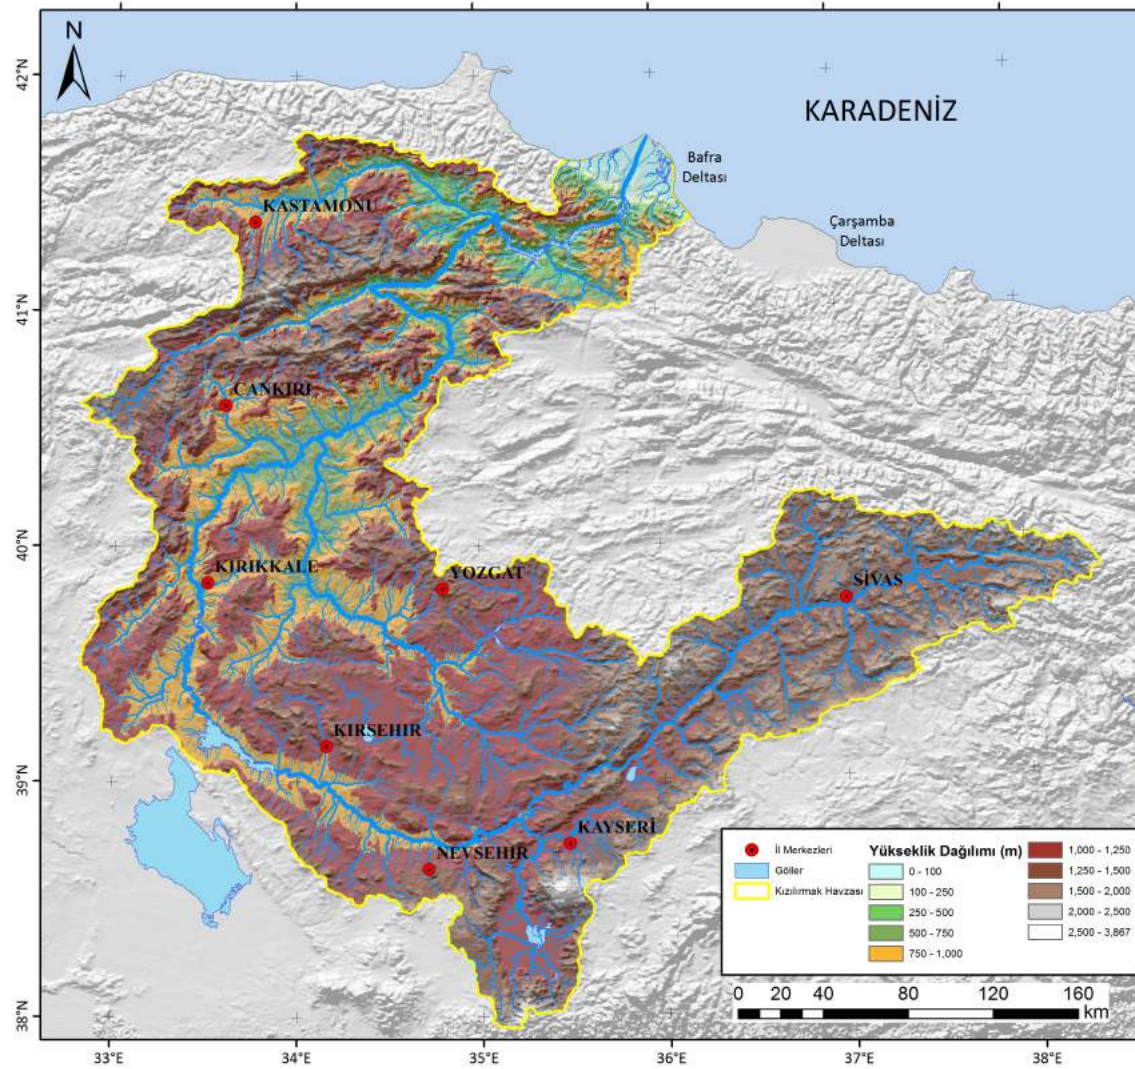 N
42°N
41°N
40°N
39°N
38°N
KARADENİZ
Bafra
Deltası
Çarşamba
Deltası
KASTAMONU
ÇANKIRI
KIRIKKALE
YOZGAT
SİVAS
KIRŞEHİR
KAYSERİ
NEVŞEHİR
İl Merkezleri
Göller
Kızılırmak Havzası
Yükseklik Dağılımı (m)
0 - 100
100 - 250
250 - 500
500 - 750
750 - 1,000
1,000 - 1,250
1,250 - 1,500
1,500 - 2,000
2,000 - 2,500
2,500 - 3,867
0 20 40 80 120 160
km
33°E 34°E 35°E 36°E 37°E 38°E